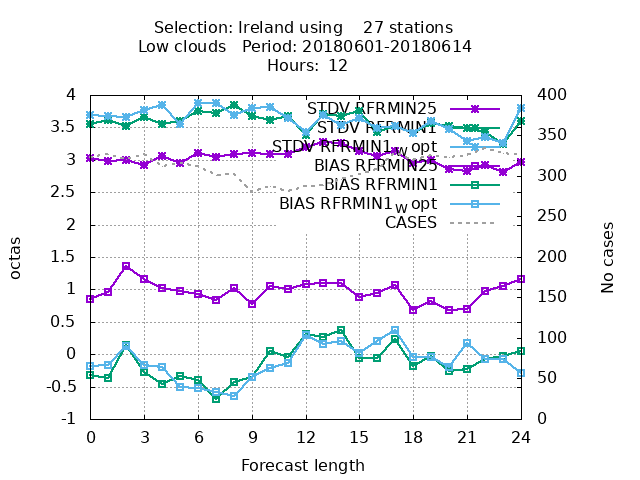 Selection: Ireland using 27 stations
Low clouds Period: 20180601-20180614
Hours: 12
4
3.5
3
2.5
2
1.5
1
0.5
0
-0.5
-1
400
350
300
250
200
150
100
50
0
octas
No cases
STDV RFRMIN25
STDV RFRMIN1
STDV RFRMIN1_W opt
BIAS RFRMIN25
BIAS RFRMIN1
BIAS RFRMIN1_W opt
CASES
0 3 6 9 12 15 18 21 24
Forecast length